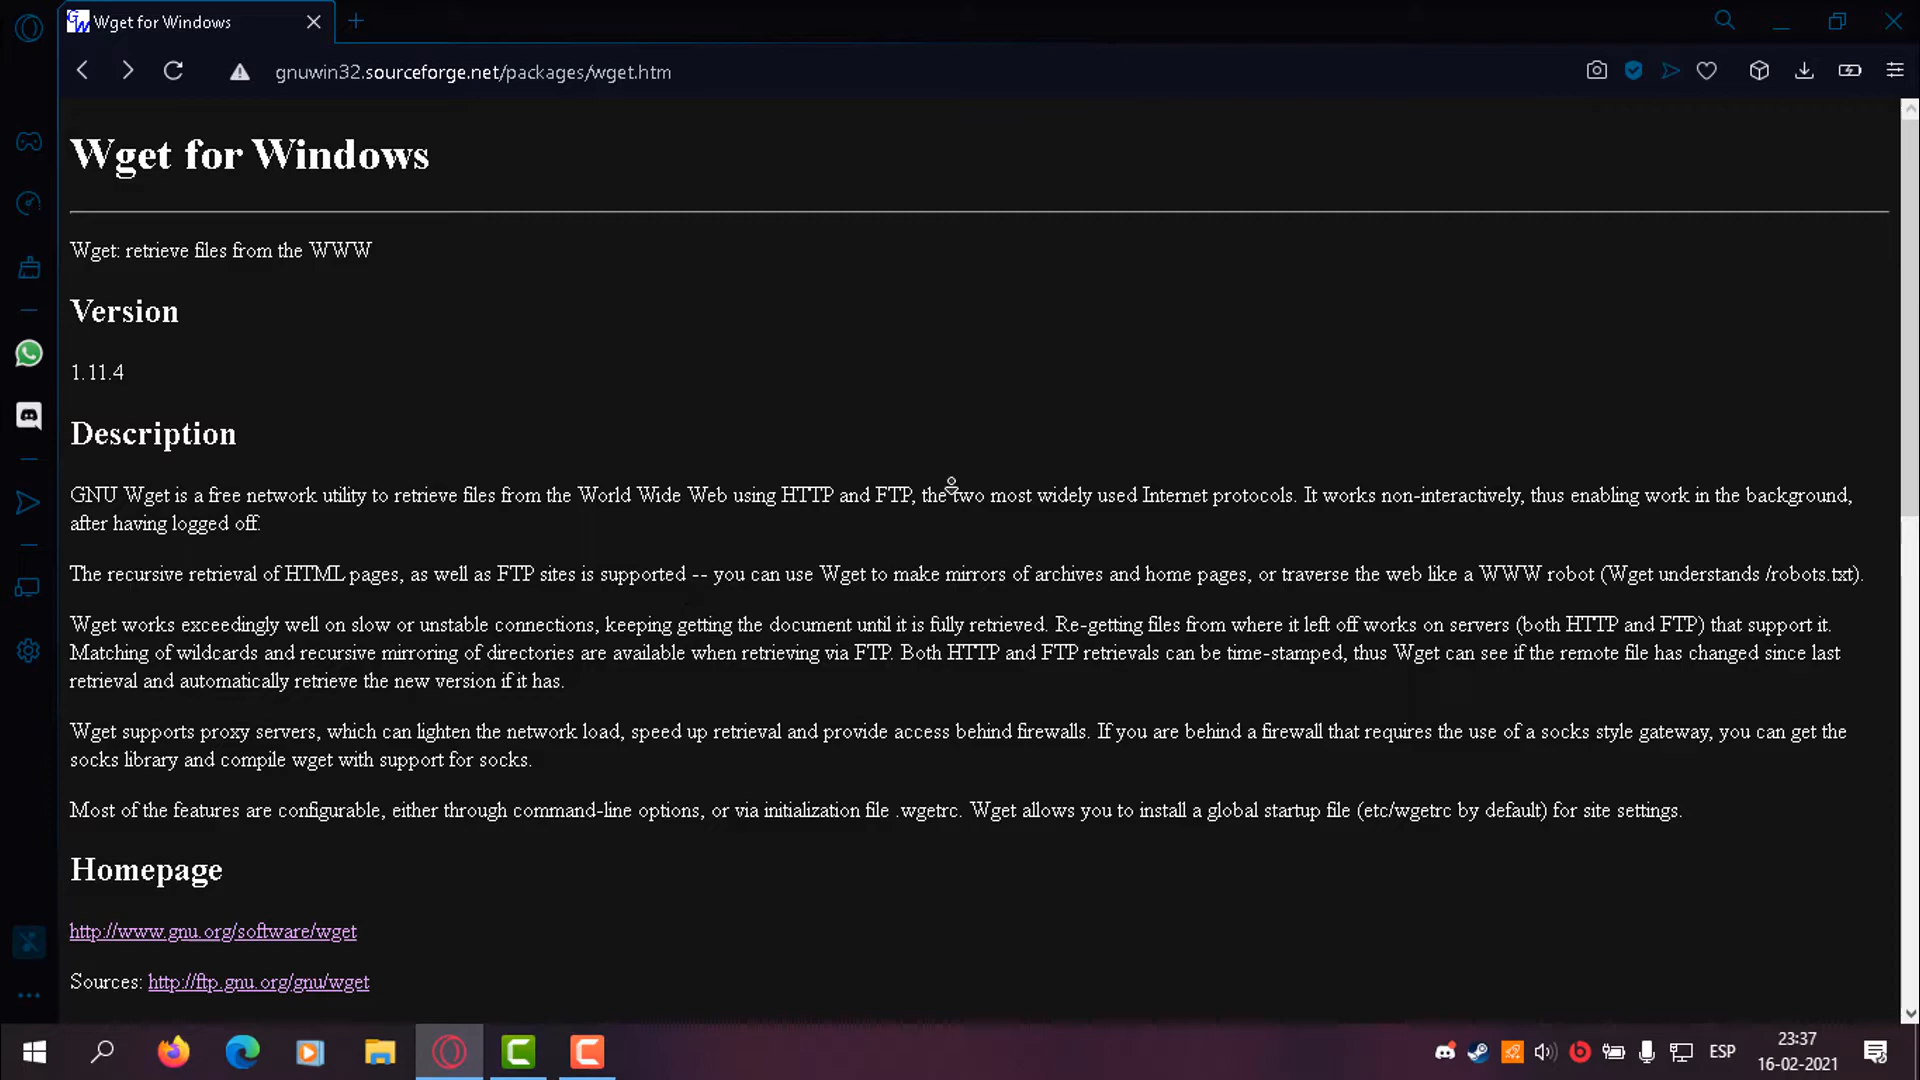 Wget for Windows
gnuwin32.sourceforge.net/packages/wget.htm
Wget for Windows
Wget: retrieve files from the WWW
Version
1.11.4
Description
GNU Wget is a free network utility to retrieve files from the World Wide Web using HTTP and FTP, the two most widely used Internet protocols. It works non-interactively, thus enabling work in the background,
after having logged off.
The recursive retrieval of HTML pages, as well as FTP sites is supported -- you can use Wget to make mirrors of archives and home pages, or traverse the web like a WWW robot (Wget understands /robots.txt).
Wget works exceedingly well on slow or unstable connections, keeping getting the document until it is fully retrieved. Re-getting files from where it left off works on servers (both HTTP and FTP) that support it.
Matching of wildcards and recursive mirroring of directories are available when retrieving via FTP. Both HTTP and FTP retrievals can be time-stamped, thus Wget can see if the remote file has changed since last
retrieval and automatically retrieve the new version if it has.
Wget supports proxy servers, which can lighten the network load, speed up retrieval and provide access behind firewalls. If you are behind a firewall that requires the use of a socks style gateway, you can get the
socks library and compile wget with support for socks.
Most of the features are configurable, either through command-line options, or via initialization file .wgetrc. Wget allows you to install a global startup file (etc/wgetrc by default) for site settings.
Homepage
http://www.gnu.org/software/wget
Sources: http://ftp.gnu.org/gnu/wget
ESP
23:37
16-02-2021